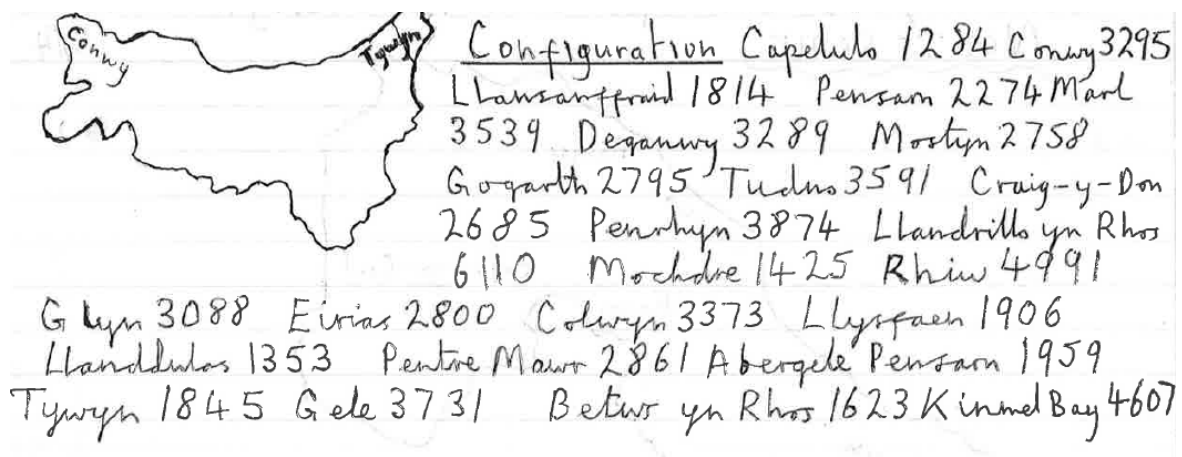 Conwy
Tywyn
Configuration Capelulo 1284 Conwy 3295
Llansanffraid 1814 Pensarn 2274 Marl
3539 Deganwy 3289 Mostyn 2758
Gogarth 2795 Tudno 3591 Craig-y-Don
2685 Penrhyn 3874 Llandrillo yn Rhos
6110 Mochdre 1425 Rhiw 4991
Glyn 3088 Eirias 2800 Colwyn 3373 Llysfaen 1906
Llanddulas 1353 Pentre Mawr 2861 Abergele Pensarn 1959
Tywyn 1845 Gele 3731 Betws yn Rhos 1623 Kinmel Bay 4607